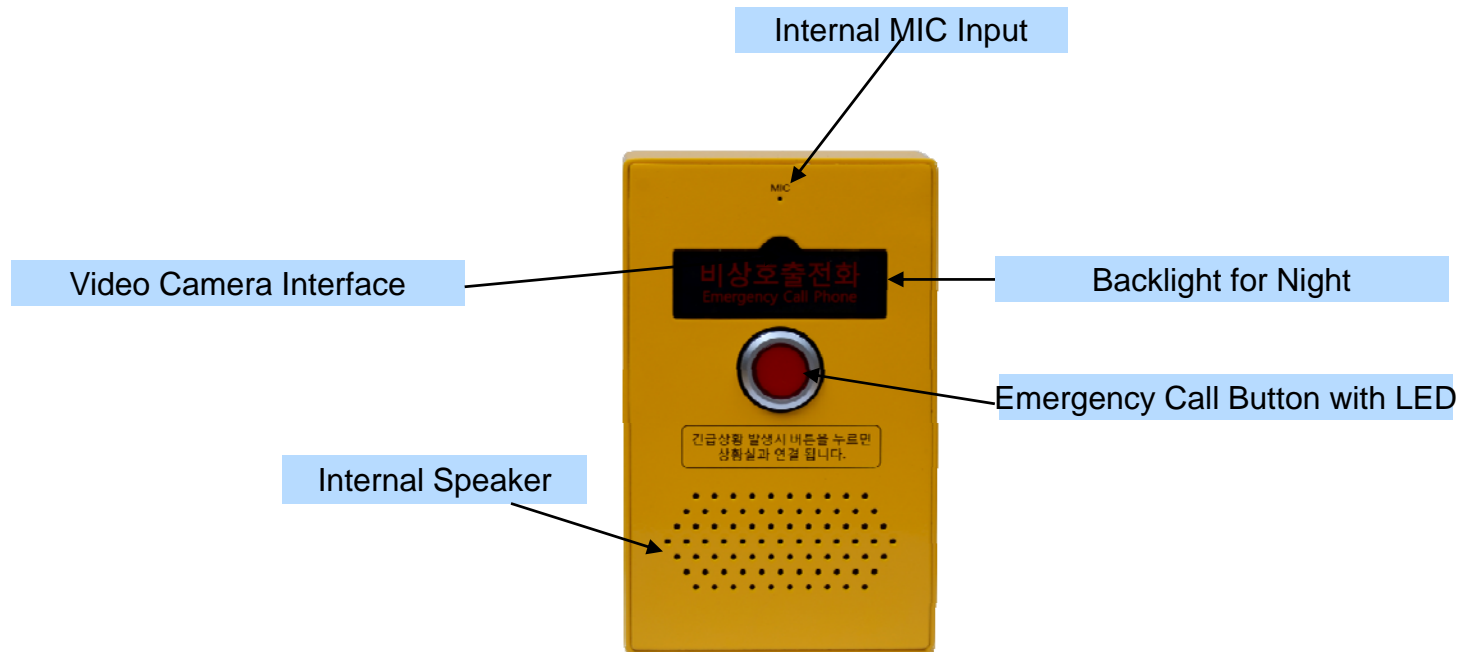 Internal MIC Input
MIC
Video Camera Interface
비상호출전화
Emergency Call Phone
Backlight for Night
Emergency Call Button with LED
긴급상황 발생시 버튼을 누르면
상황실과 연결 됩니다.
Internal Speaker